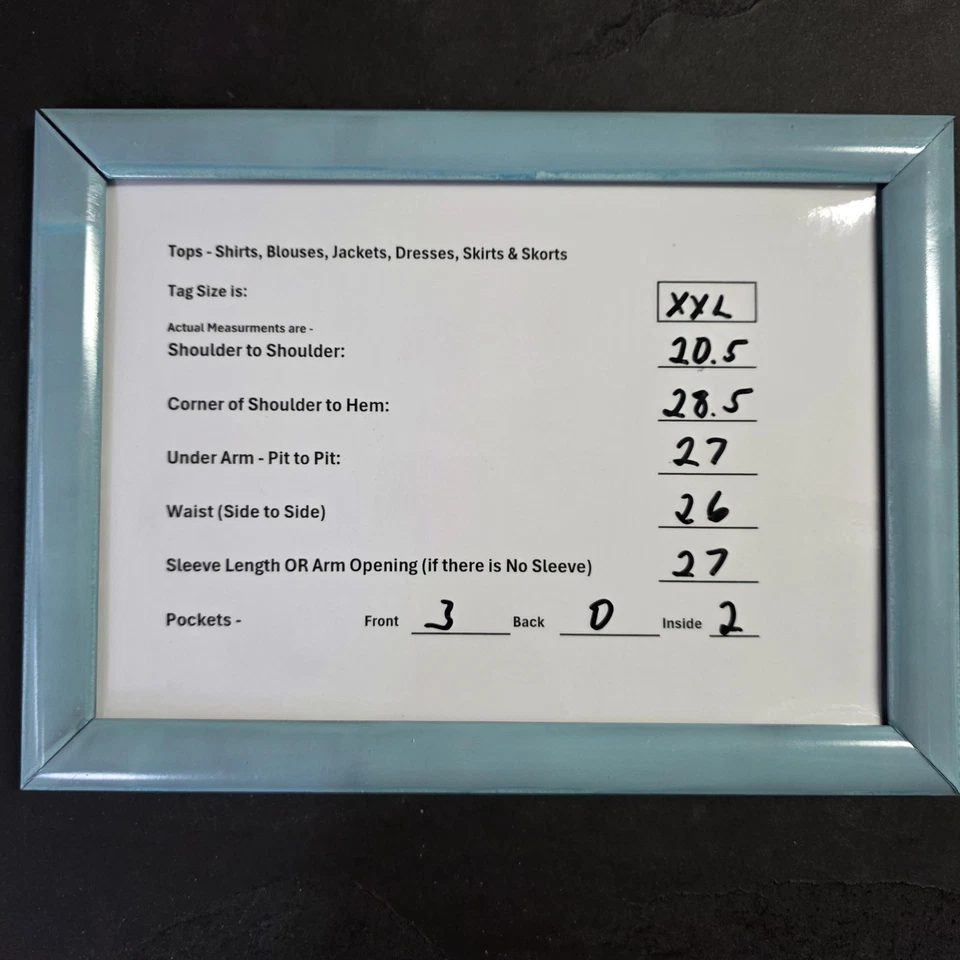 Tops - Shirts, Blouses, Jackets, Dresses, Skirts & Skorts
Tag Size is: XXL
Actual Measurments are -
Shoulder to Shoulder: 20.5
Corner of Shoulder to Hem: 28.5
Under Arm - Pit to Pit: 27
Waist (Side to Side) 26
Sleeve Length OR Arm Opening (if there is No Sleeve) 27
Pockets - Front 3 Back 0 Inside 2